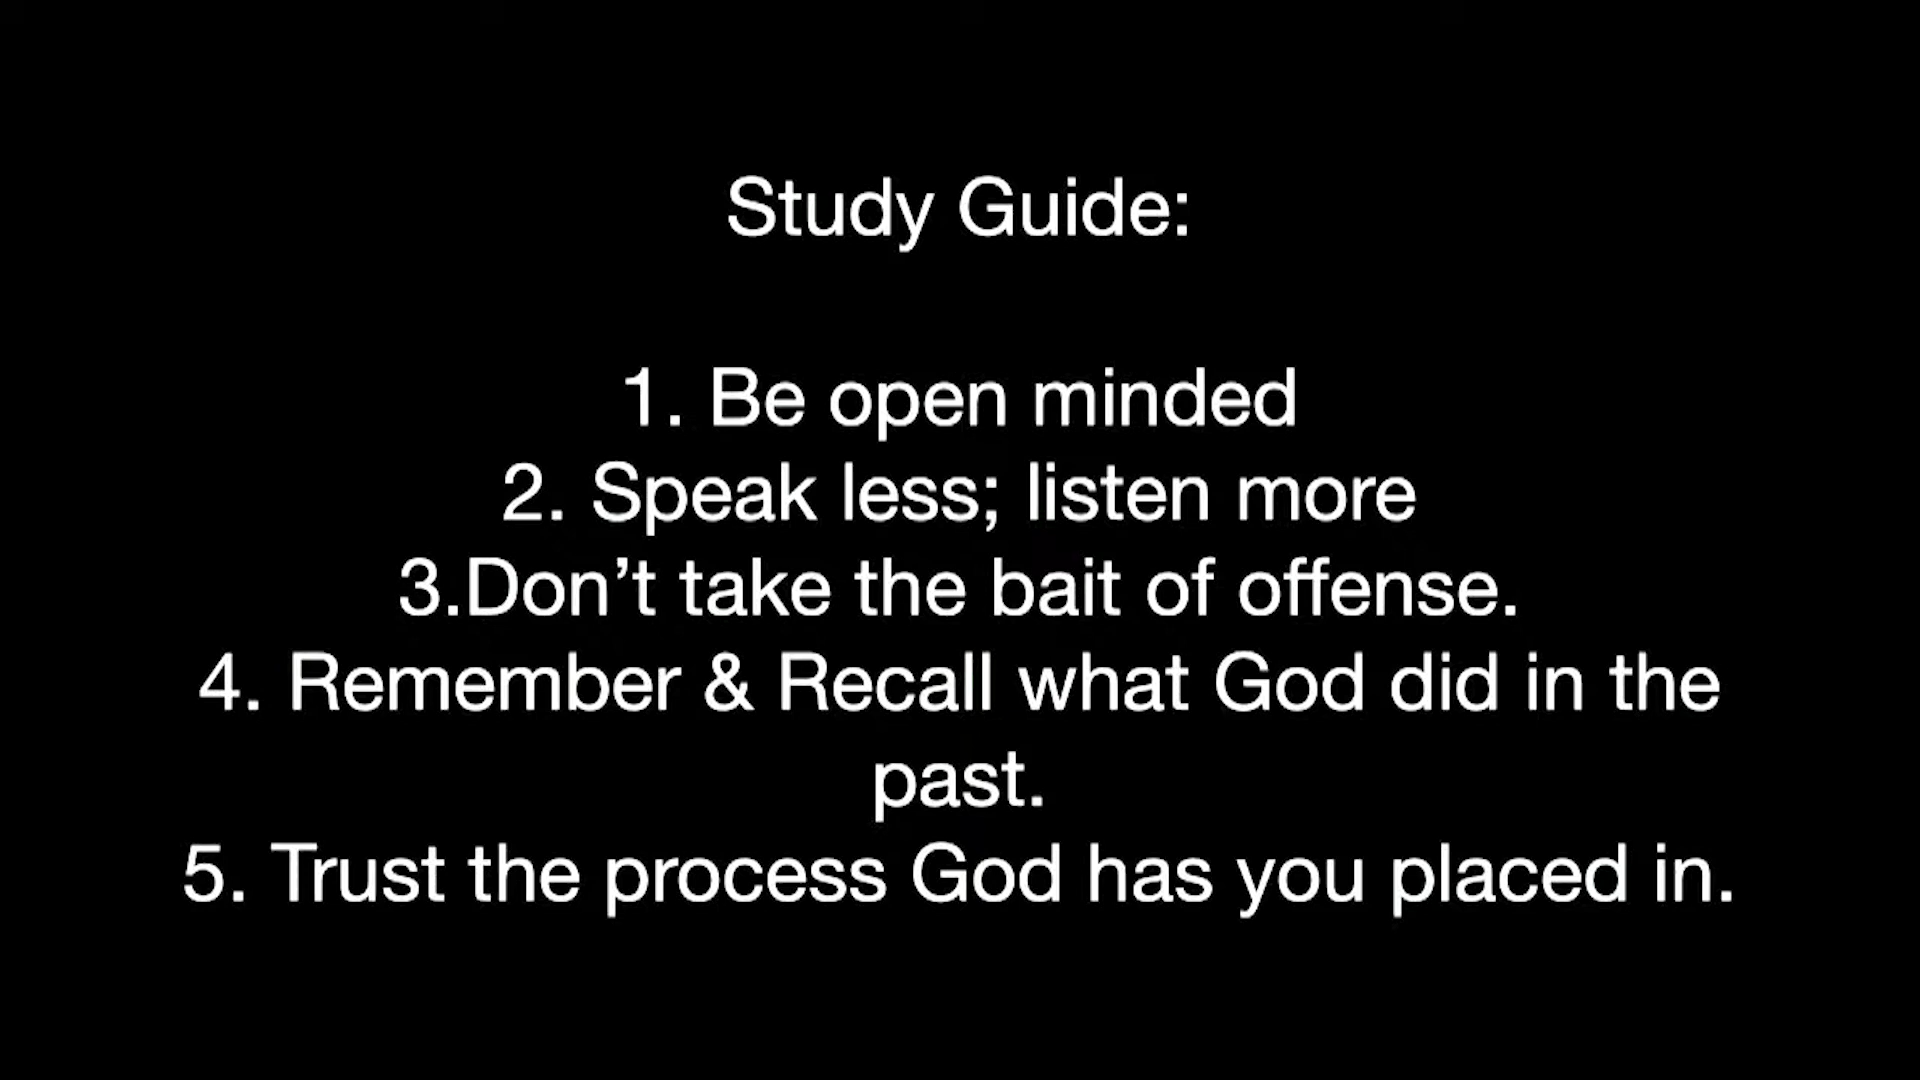 Study Guide:
1. Be open minded
2. Speak less; listen more
3.Don’t take the bait of offense.
4. Remember & Recall what God did in the
past.
5. Trust the process God has you placed in.